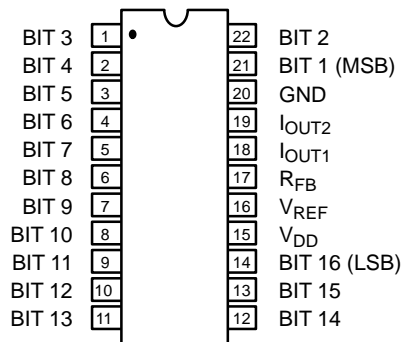 BIT 3 1 22 BIT 2
BIT 4 2 21 BIT 1 (MSB)
BIT 5 3 20 GND
BIT 6 4 19 IOUT2
BIT 7 5 18 IOUT1
BIT 8 6 17 RFB
BIT 9 7 16 VREF
BIT 10 8 15 VDD
BIT 11 9 14 BIT 16 (LSB)
BIT 12 10 13 BIT 15
BIT 13 11 12 BIT 14